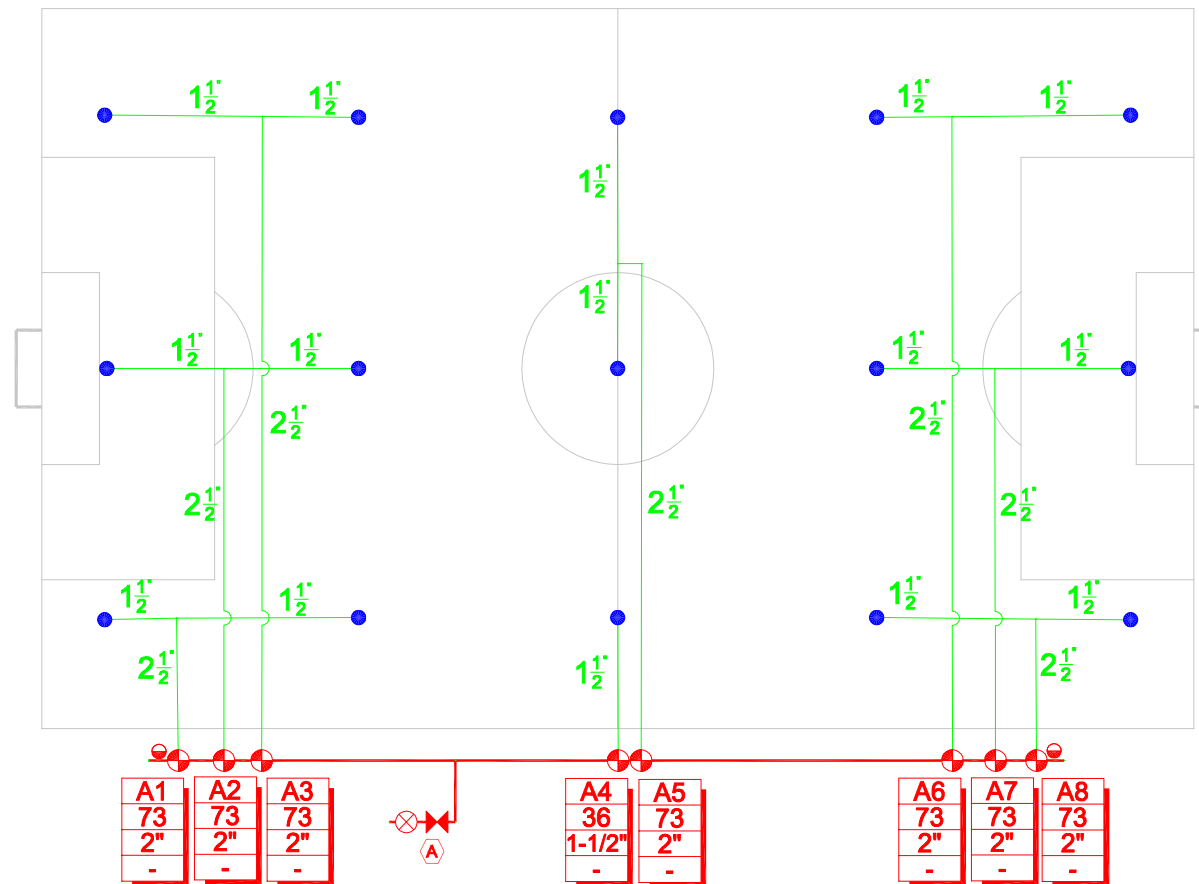 1 1/2" 1 1/2" 1 1/2" 1 1/2"
1 1/2"
1 1/2"
1 1/2" 1 1/2" 1 1/2" 1 1/2"
2 1/2" 2 1/2"
2 1/2" 2 1/2" 2 1/2"
1 1/2" 1 1/2" 1 1/2" 1 1/2"
2 1/2" 1 1/2" 2 1/2"
A1 A2 A3 A4 A5 A6 A7 A8
73 73 73 36 73 73 73 73
2" 2" 2" 1-1/2" 2" 2" 2" 2"
- - - - - - - -
A